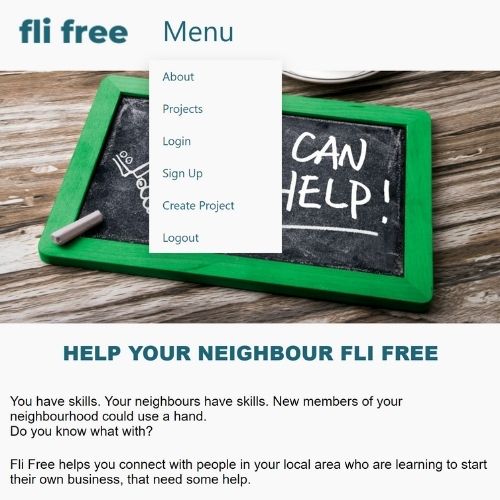 fli free Menu
About
Projects
Login
CAN
Sign Up
HELP!
Create Project
Logout
HELP YOUR NEIGHBOUR FLI FREE
You have skills. Your neighbours have skills. New members of your
neighbourhood could use a hand.
Do you know what with?
Fli Free helps you connect with people in your local area who are learning to start
their own business, that need some help.